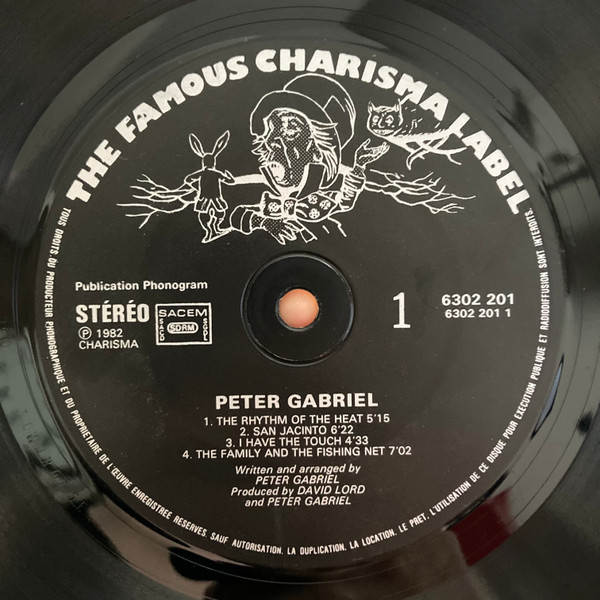 THE FAMOUS CHARISMA LABEL
Publication Phonogram
STÉRÉO
Ⓟ 1982
CHARISMA
SACEM
SACD
SDRM
SGDL
1
6302 201
6302 201 1
PETER GABRIEL
1. THE RHYTHM OF THE HEAT 5'15
2. SAN JACINTO 6'22
3. I HAVE THE TOUCH 4'33
4. THE FAMILY AND THE FISHING NET 7'02
Written and arranged by
PETER GABRIEL
Produced by DAVID LORD
and PETER GABRIEL
TOUS DROITS DU PRODUCTEUR PHONOGRAPHIQUE ET DU PROPRIETAIRE DE L'ŒUVRE ENREGISTREE RESERVES. SAUF AUTORISATION, LA DUPLICATION, LA LOCATION, LE PRET, L'UTILISATION DE CE DISQUE POUR EXECUTION PUBLIQUE ET RADIODIFFUSION SONT INTERDITS.